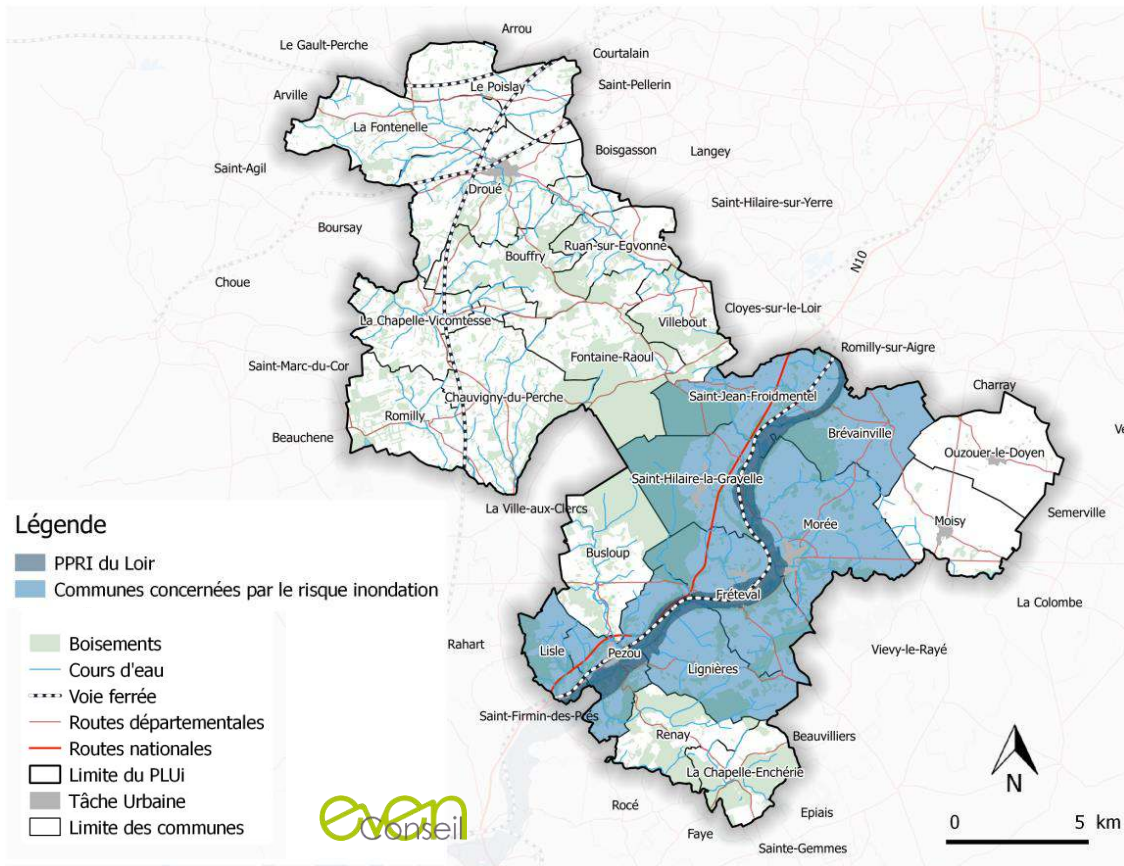 Arrou
Le Gault-Perche
Courtalain
Le Poislay
Saint-Pellerin
Arville
La Fontenelle
Boisgasson
Langey
Saint-Agil
Droué
Saint-Hilaire-sur-Yerre
Boursay
Ruan-sur-Egvonne
Bouffry
N10
Choue
Cloyes-sur-le-Loir
La Chapelle-Vicomtesse
Villebout
Romilly-sur-Aigre
Fontaine-Raoul
Saint-Marc-du-Cor
Charray
Chauvigny-du-Perche
Saint-Jean-Froidmentel
Romilly
Brévainville
Beauchene
Ve
Ouzouer-le-Doyen
Saint-Hilaire-la-Gravelle
La Ville-aux-Clercs
Semerville
Morée
Moisy
Légende
PPRI du Loir
Communes concernées par le risque inondation
Busloup
Fréteval
La Colombe
Boisements
Rahart
Lisle
Pezou
Vievy-le-Rayé
Cours d'eau
Lignières
Voie ferrée
Routes départementales
Saint-Firmin-des-Prés
Routes nationales
Renay
Beauvilliers
Limite du PLUi
La Chapelle-Enchérie
N
Tâche Urbaine
Rocé
Epiais
Limite des communes
even
Conseil
Faye
Sainte-Gemmes
0 5 km